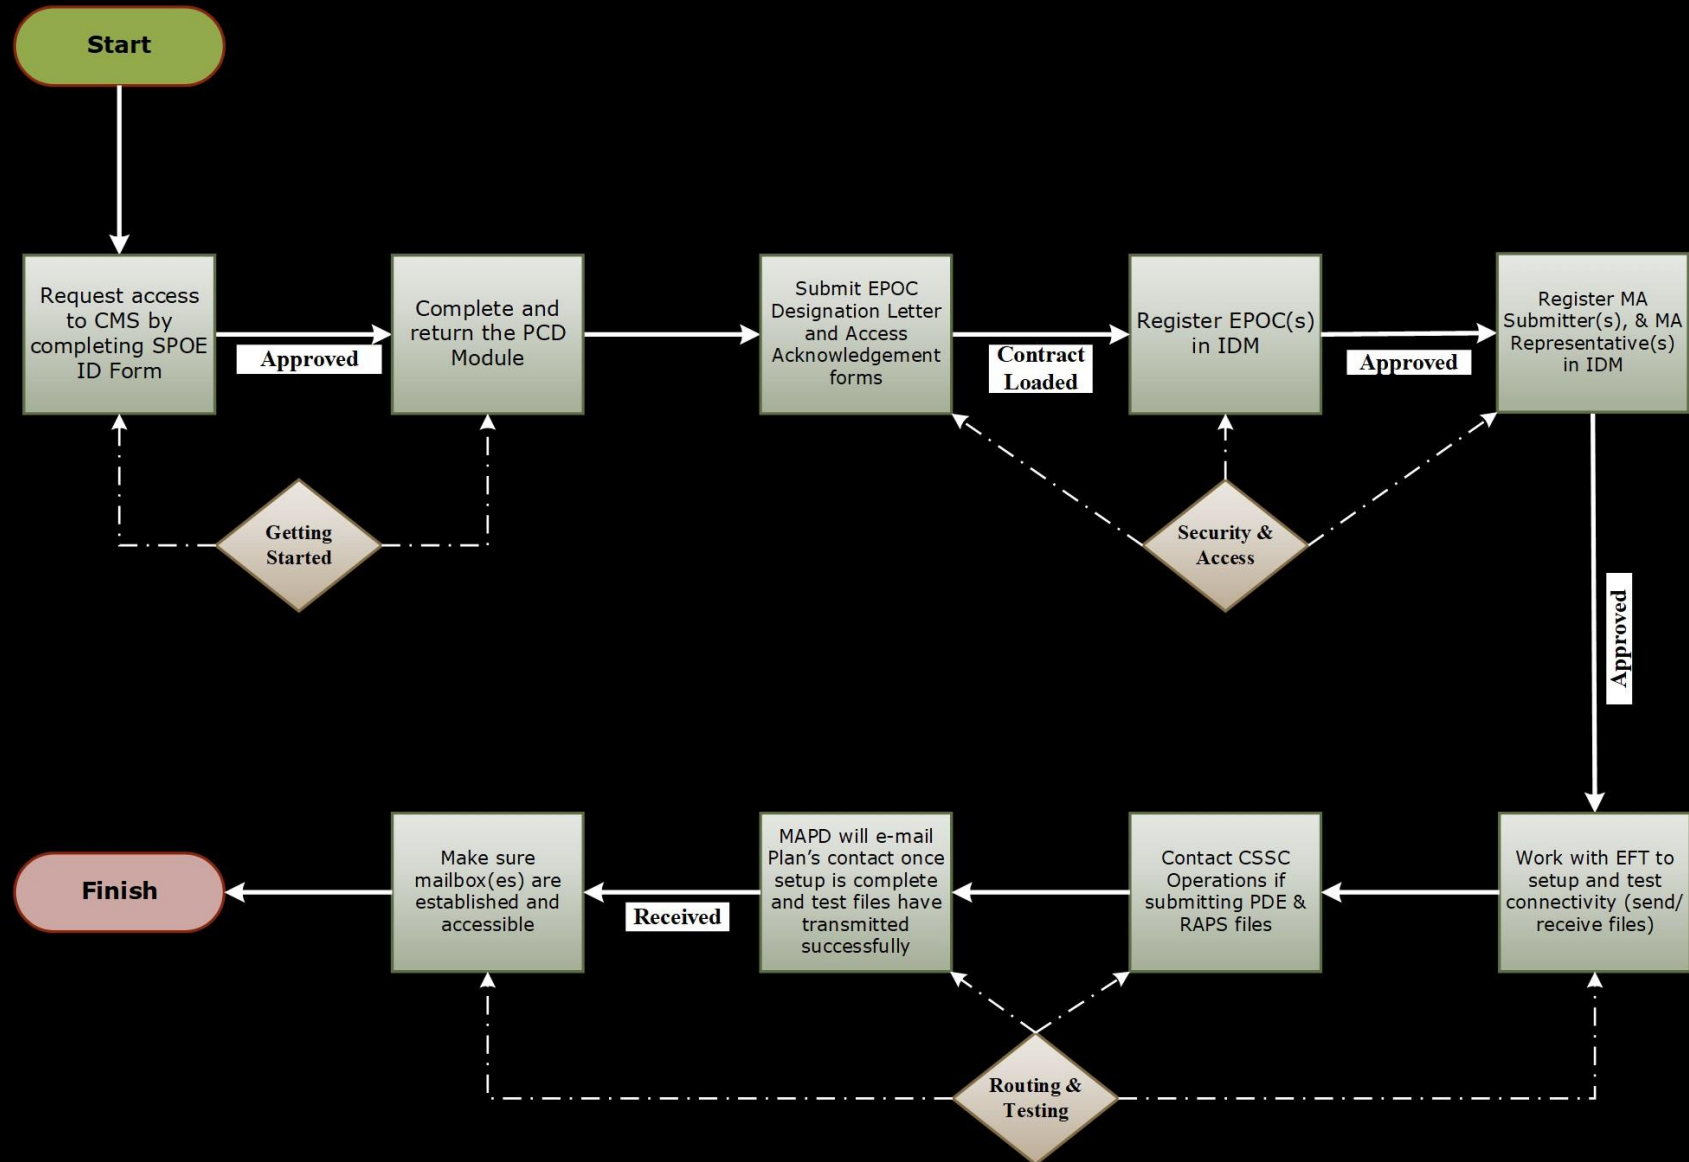 Start
Request access
to CMS by
completing SPOE
ID Form
Approved
Complete and
return the PCD
Module
Submit EPOC
Designation Letter
and Access
Acknowledgement
forms
Contract
Loaded
Register EPOC(s)
in IDM
Approved
Register MA
Submitter(s), & MA
Representative(s)
in IDM
Getting
Started
Security &
Access
Approved
Work with EFT to
setup and test
connectivity (send/
receive files)
Contact CSSC
Operations if
submitting PDE &
RAPS files
MAPD will e-mail
Plan’s contact once
setup is complete
and test files have
transmitted
successfully
Received
Make sure
mailbox(es) are
established and
accessible
Finish
Routing &
Testing